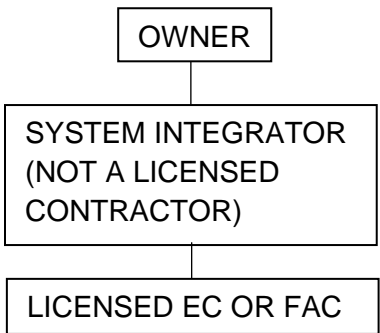 OWNER
SYSTEM INTEGRATOR
(NOT A LICENSED
CONTRACTOR)
LICENSED EC OR FAC